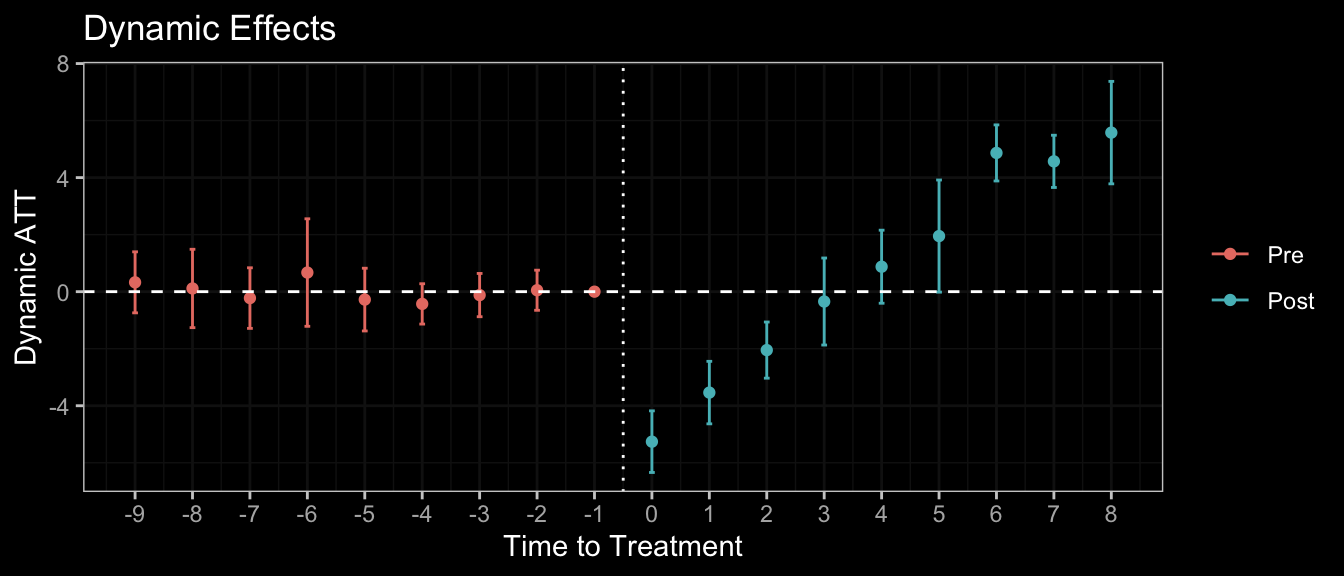 Dynamic Effects
Dynamic ATT
8
4
0
-4
-9 -8 -7 -6 -5 -4 -3 -2 -1 0 1 2 3 4 5 6 7 8
Time to Treatment
Pre
Post